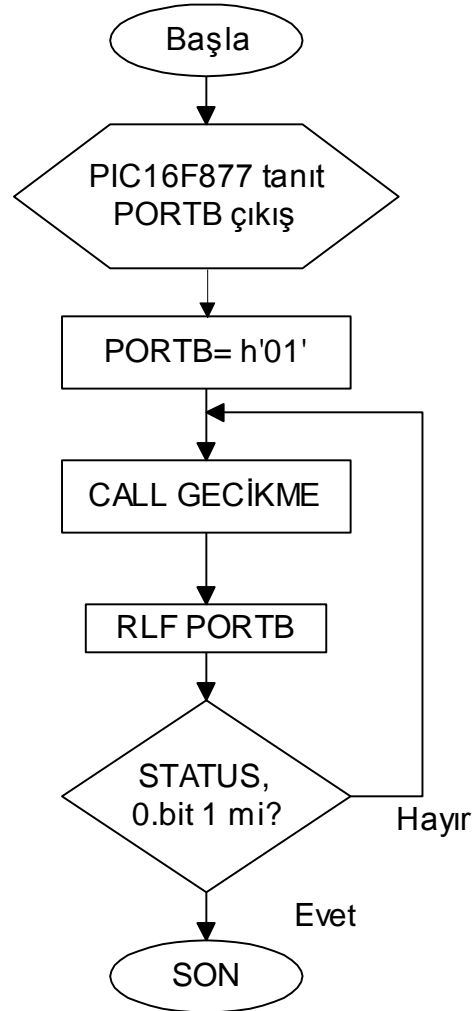 Başla
PIC16F877 tanıt
PORTB çıkış
PORTB= h'01'
CALL GECİKME
RLF PORTB
STATUS,
0.bit 1 mi?
Hayır
Evet
SON